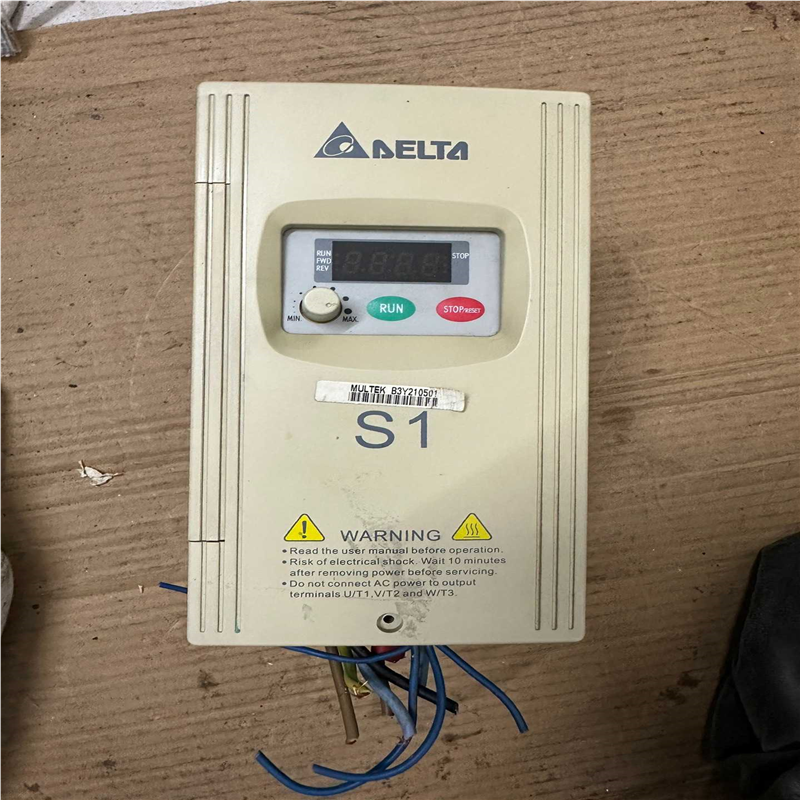 DELTA
RUN
FWD
REV
STOP
MIN.
MAX.
RUN
STOP/RESET
MULTEK B3Y210501
S1
WARNING
• Read the user manual before operation.
• Risk of electrical shock. Wait 10 minutes
after removing power before servicing.
• Do not connect AC power to output
terminals U/T1,V/T2 and W/T3.